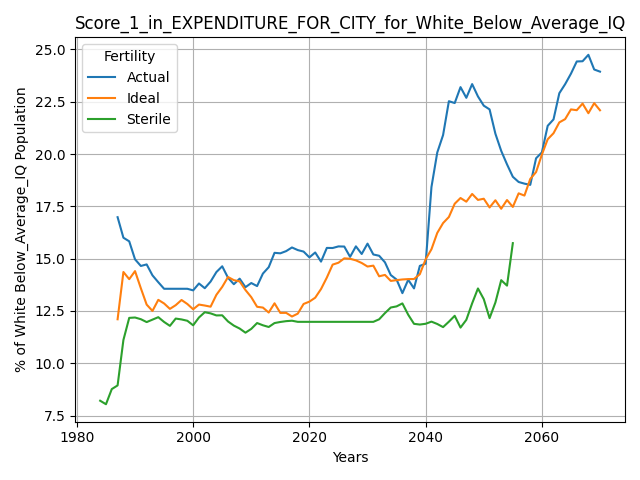 Score_1_in_EXPENDITURE_FOR_CITY_for_White_Below_Average_IQ
% of White Below_Average_IQ Population
25.0
22.5
20.0
17.5
15.0
12.5
10.0
7.5
Fertility
Actual
Ideal
Sterile
1980 2000 2020 2040 2060
Years